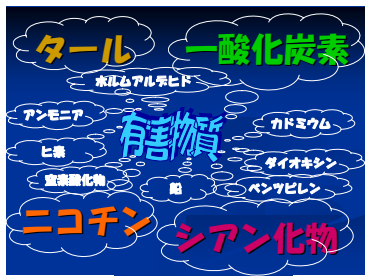 タール
一酸化炭素
ホルムアルデヒド
アンモニア
有害物質
カドミウム
ヒ素
ダイオキシン
窒素酸化物
鉛
ベンツピレン
ニコチン
シアン化物